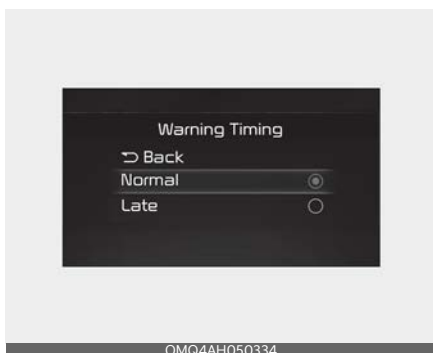 Warning Timing
Back
Normal
Late
OMQ4AH050334